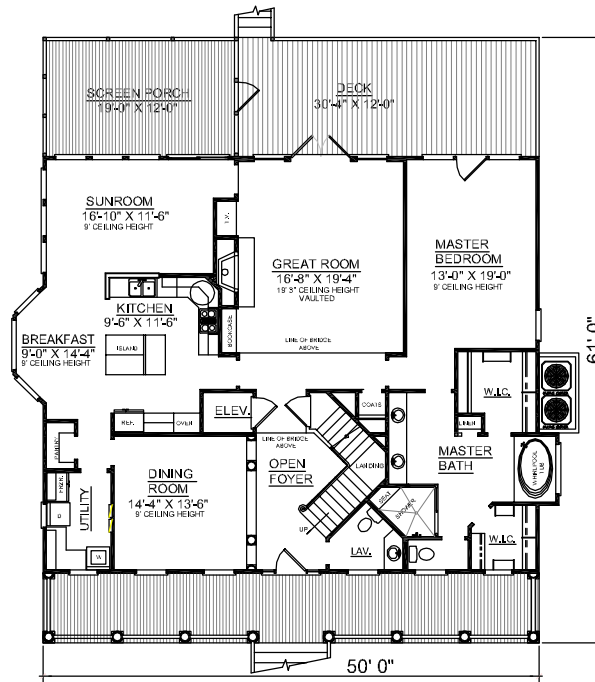 SCREEN PORCH
19'-0" X 12'-0"
DECK
30'-4" X 12'-0"
SUNROOM
16'-10" X 11'-6"
9' CEILING HEIGHT
T.V.
GREAT ROOM
16'-8" X 19'-4"
19' 3" CEILING HEIGHT
VAULTED
MASTER
BEDROOM
13'-0" X 19'-0"
9' CEILING HEIGHT
61' 0"
KITCHEN
9'-6" X 11'-6"
BREAKFAST
9'-0" X 14'-4"
9' CEILING HEIGHT
ISLAND
BOOKCASE
LINE OF BRIDGE
ABOVE
W.I.C.
COATS
LINEN
REF.
OVEN
ELEV.
PANTRY
LINE OF BRIDGE
ABOVE
OPEN
FOYER
LANDING
MASTER
BATH
WHIRLPOOL
TUB
DINING
ROOM
14'-4" X 13'-6"
9' CEILING HEIGHT
UTILITY
D
W
UP
SEAT
SHOWER
LAV.
W.I.C.
50' 0"